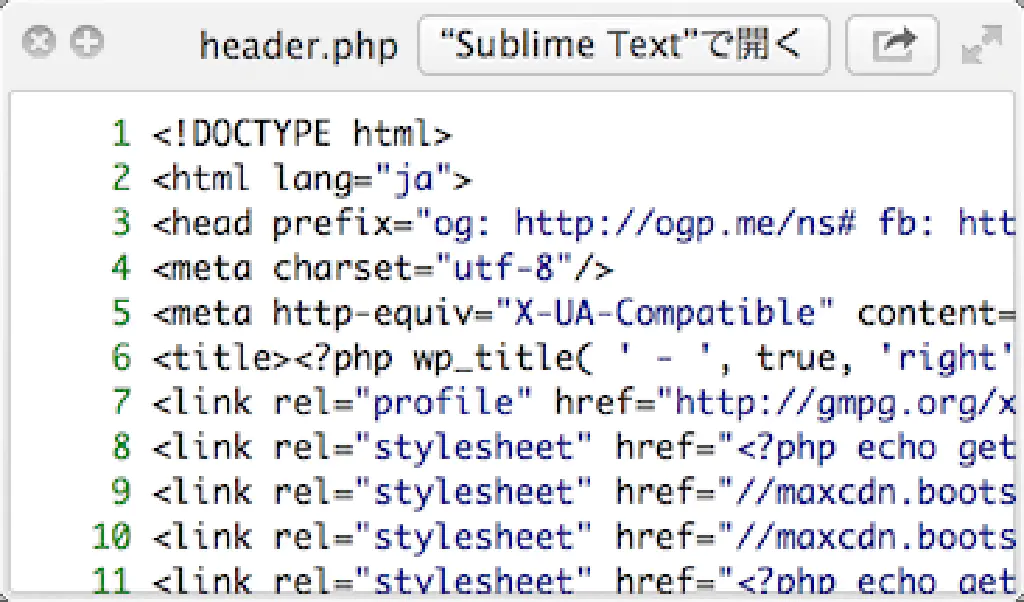 header.php “Sublime Text”で開く
1 <!DOCTYPE html>
2 <html lang="ja">
3 <head prefix="og: http://ogp.me/ns# fb: htt
4 <meta charset="utf-8"/>
5 <meta http-equiv="X-UA-Compatible" content=
6 <title><?php wp_title( ' - ', true, 'right'
7 <link rel="profile" href="http://gmpg.org/x
8 <link rel="stylesheet" href="<?php echo get
9 <link rel="stylesheet" href="//maxcdn.boots
10 <link rel="stylesheet" href="//maxcdn.boots
11 <link rel="stylesheet" href="<?php echo get